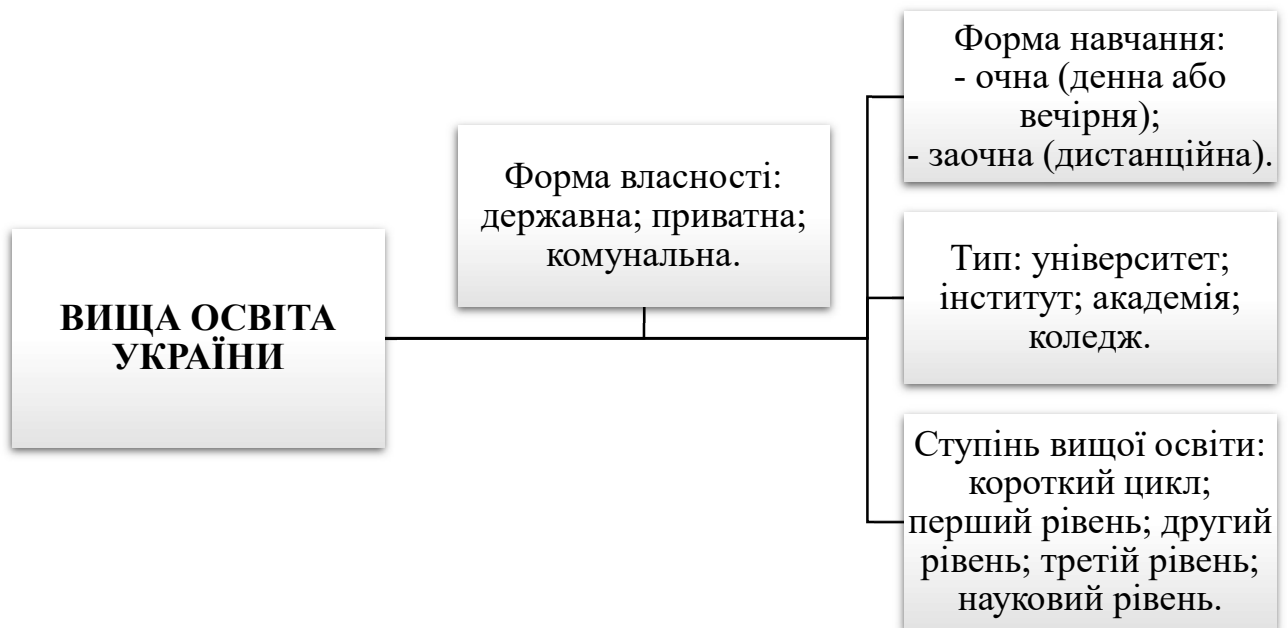 ВИЩА ОСВІТА
УКРАЇНИ
Форма власності:
державна; приватна;
комунальна.
Форма навчання:
- очна (денна або
вечірня);
- заочна (дистанційна).
Тип: університет;
інститут; академія;
коледж.
Ступінь вищої освіти:
короткий цикл;
перший рівень; другий
рівень; третій рівень;
науковий рівень.